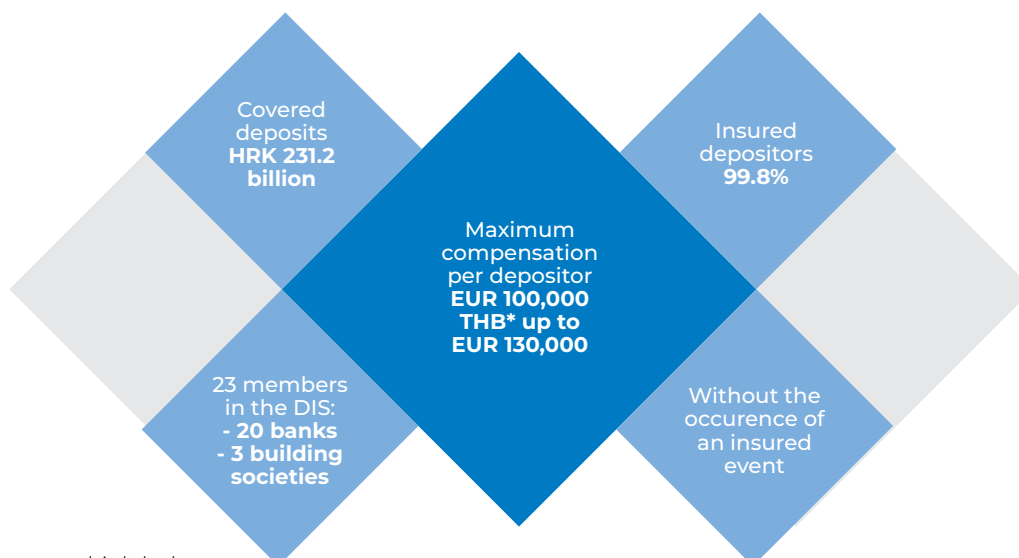 Covered
deposits
HRK 231.2
billion
Insured
depositors
99.8%
Maximum
compensation
per depositor
EUR 100,000
THB* up to
EUR 130,000
23 members
in the DIS:
- 20 banks
- 3 building
societies
Without the
occurence of
an insured
event